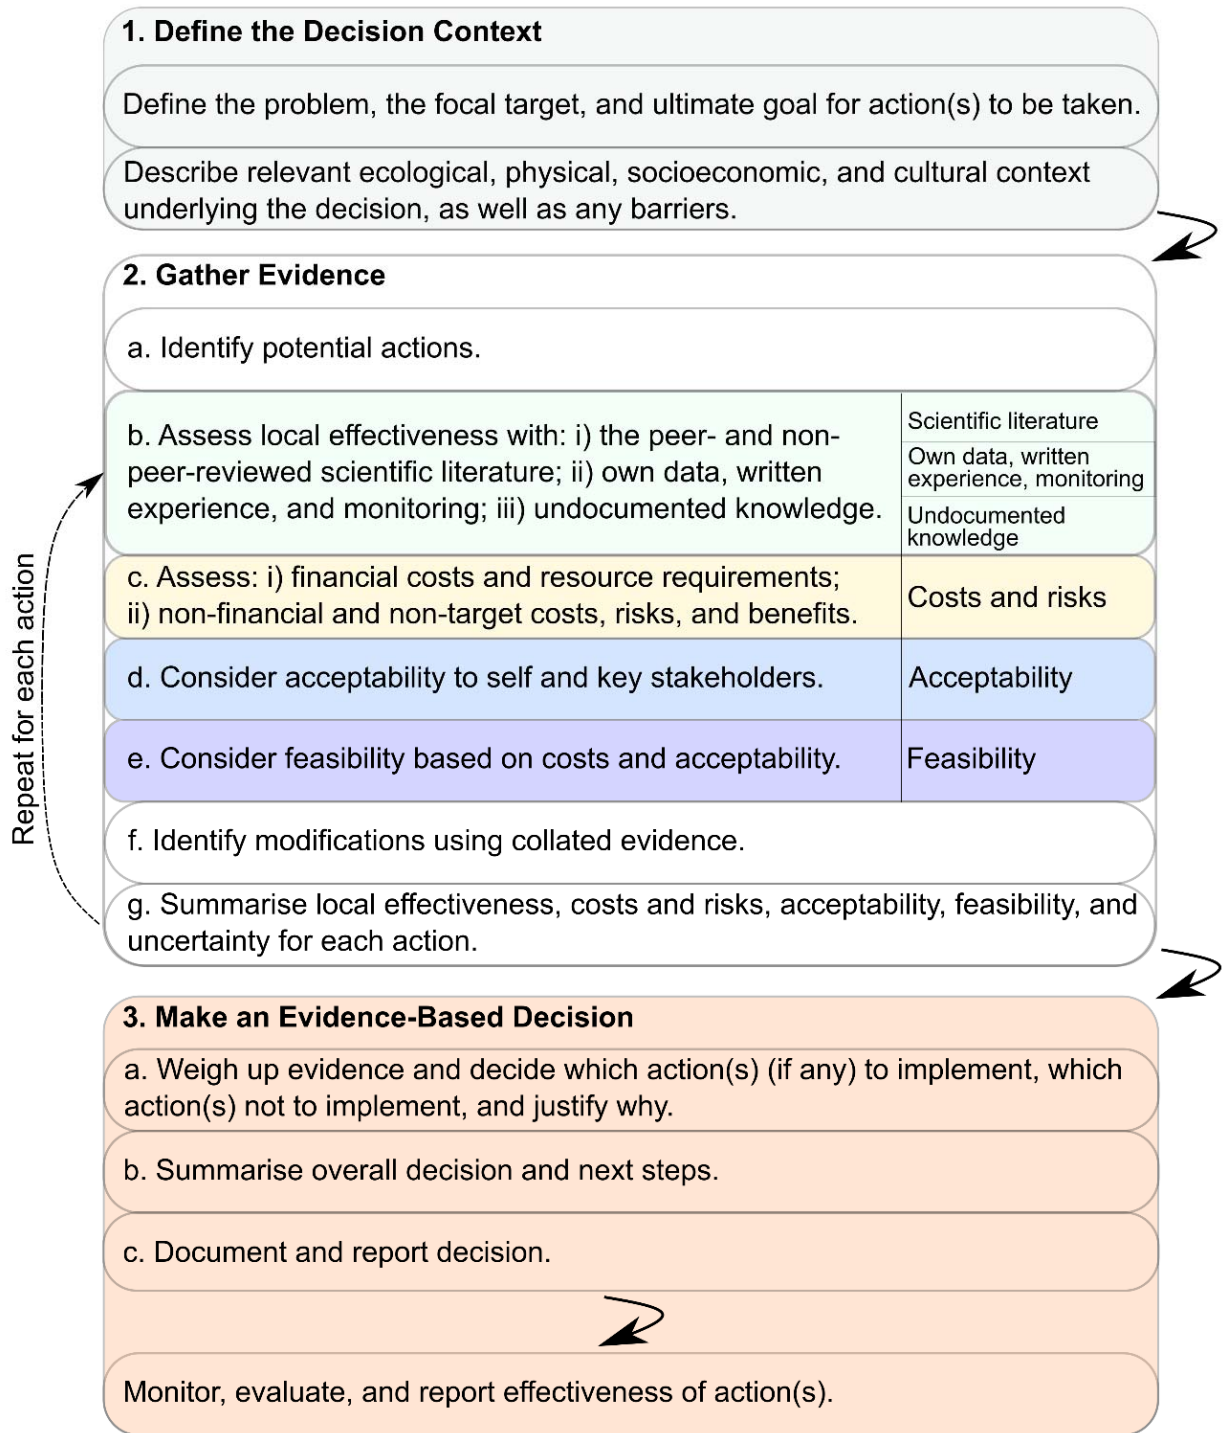 1. Define the Decision Context
Define the problem, the focal target, and ultimate goal for action(s) to be taken.
Describe relevant ecological, physical, socioeconomic, and cultural context
underlying the decision, as well as any barriers.
2. Gather Evidence
a. Identify potential actions.
b. Assess local effectiveness with: i) the peer- and non-
peer-reviewed scientific literature; ii) own data, written
experience, and monitoring; iii) undocumented knowledge.
Scientific literature
Own data, written
experience, monitoring
Undocumented
knowledge
c. Assess: i) financial costs and resource requirements;
ii) non-financial and non-target costs, risks, and benefits.
Costs and risks
d. Consider acceptability to self and key stakeholders.
Acceptability
e. Consider feasibility based on costs and acceptability.
Feasibility
f. Identify modifications using collated evidence.
g. Summarise local effectiveness, costs and risks, acceptability, feasibility, and
uncertainty for each action.
Repeat for each action
3. Make an Evidence-Based Decision
a. Weigh up evidence and decide which action(s) (if any) to implement, which
action(s) not to implement, and justify why.
b. Summarise overall decision and next steps.
c. Document and report decision.
Monitor, evaluate, and report effectiveness of action(s).